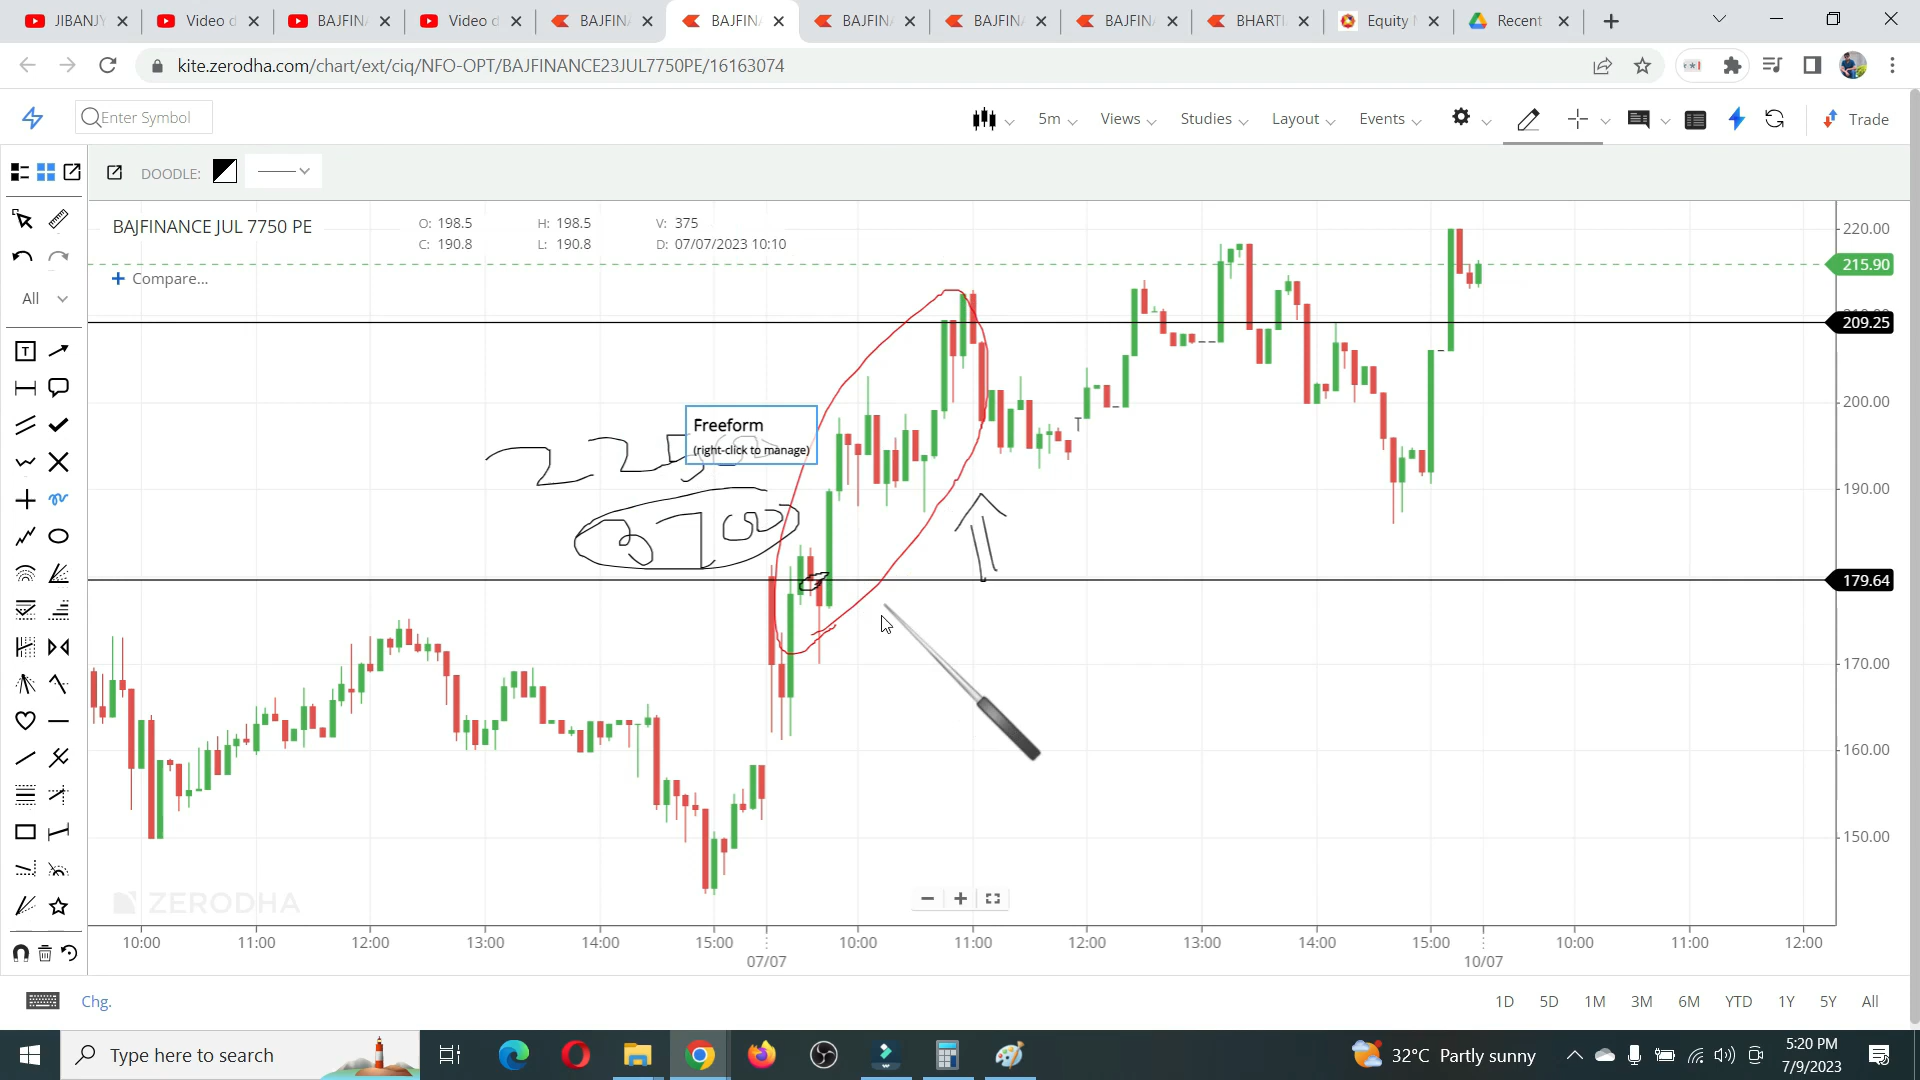 JIBANJY
Video d
BAJFIN
Video d
BAJFIN
BAJFIN
BAJFIN
BAJFIN
BAJFIN
BHARTI
Equity
Recent
kite.zerodha.com/chart/ext/ciq/NFO-OPT/BAJFINANCE23JUL7750PE/16163074
Enter Symbol
5m
Views
Studies
Layout
Events
Trade
DOODLE:
BAJFINANCE JUL 7750 PE
O: 198.5 H: 198.5 V: 375
C: 190.8 L: 190.8 D: 07/07/2023 10:10
+ Compare...
All
T
Freeform
(right-click to manage)
220.00
215.90
209.25
200.00
190.00
179.64
170.00
160.00
150.00
ZERODHA
10:00 11:00 12:00 13:00 14:00 15:00 10:00 11:00 12:00 13:00 14:00 15:00 10:00 11:00 12:00
07/07 10/07
Chg.
1D 5D 1M 3M 6M YTD 1Y 5Y All
Type here to search
32°C Partly sunny
5:20 PM
7/9/2023